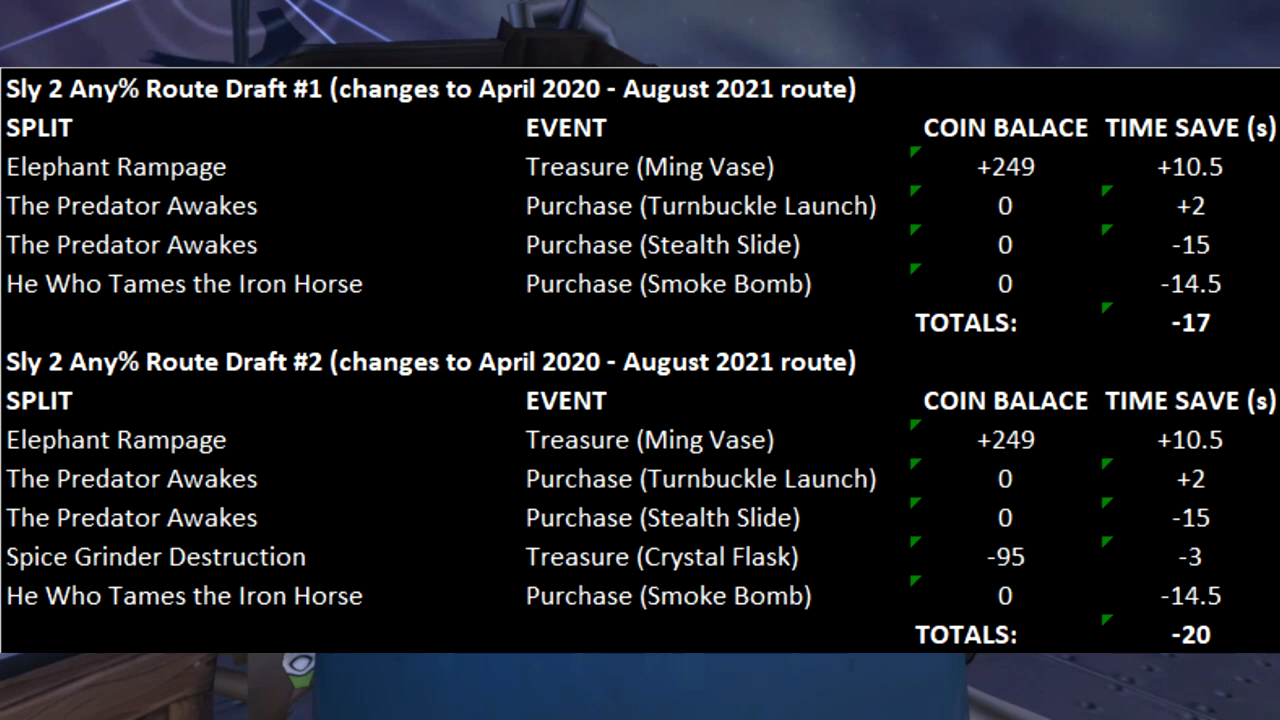 Sly 2 Any% Route Draft #1 (changes to April 2020 - August 2021 route)
SPLIT EVENT COIN BALACE TIME SAVE (s)
Elephant Rampage Treasure (Ming Vase) +249 +10.5
The Predator Awakes Purchase (Turnbuckle Launch) 0 +2
The Predator Awakes Purchase (Stealth Slide) 0 -15
He Who Tames the Iron Horse Purchase (Smoke Bomb) 0 -14.5
TOTALS: -17
Sly 2 Any% Route Draft #2 (changes to April 2020 - August 2021 route)
SPLIT EVENT COIN BALACE TIME SAVE (s)
Elephant Rampage Treasure (Ming Vase) +249 +10.5
The Predator Awakes Purchase (Turnbuckle Launch) 0 +2
The Predator Awakes Purchase (Stealth Slide) 0 -15
Spice Grinder Destruction Treasure (Crystal Flask) -95 -3
He Who Tames the Iron Horse Purchase (Smoke Bomb) 0 -14.5
TOTALS: -20